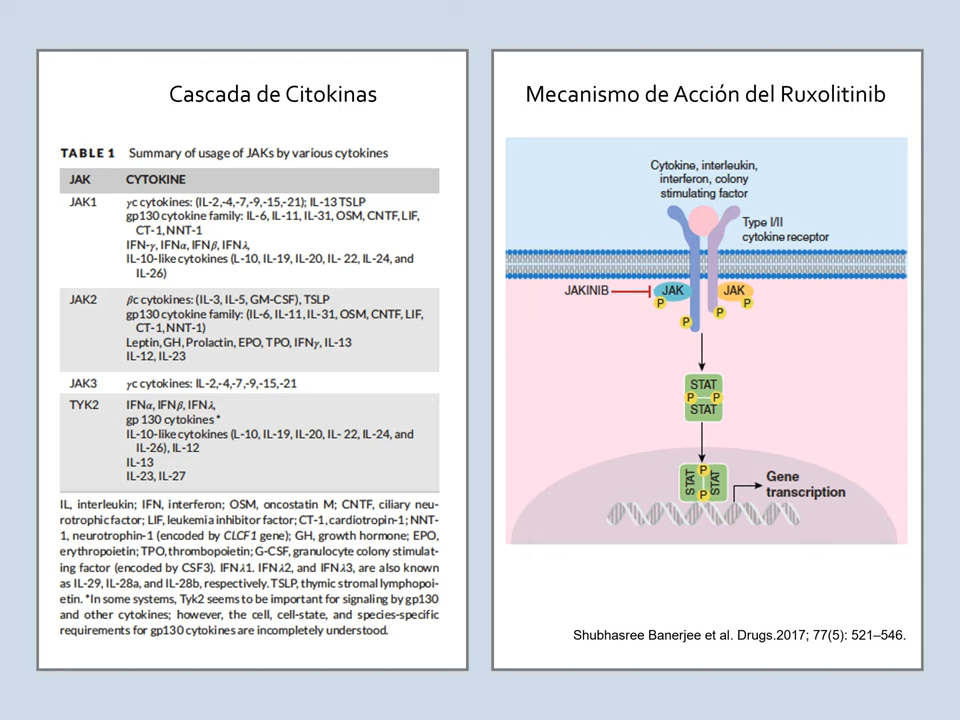 Cascada de Citokinas
TABLE 1 Summary of usage of JAKs by various cytokines
JAK CYTOKINE
JAK1 γc cytokines: (IL-2,-4,-7,-9,-15,-21); IL-13 TSLP
gp130 cytokine family: IL-6, IL-11, IL-31, OSM, CNTF, LIF,
CT-1, NNT-1
IFN-γ, IFNα, IFNβ, IFNλ,
IL-10-like cytokines (L-10, IL-19, IL-20, IL- 22, IL-24, and
IL-26)
JAK2 βc cytokines: (IL-3, IL-5, GM-CSF), TSLP
gp130 cytokine family: (IL-6, IL-11, IL-31, OSM, CNTF, LIF,
CT-1, NNT-1)
Leptin, GH, Prolactin, EPO, TPO, IFNγ, IL-13
IL-12, IL-23
JAK3 γc cytokines: IL-2,-4,-7,-9,-15,-21
TYK2 IFNα, IFNβ, IFNλ,
gp 130 cytokines *
IL-10-like cytokines (L-10, IL-19, IL-20, IL- 22, IL-24, and
IL-26), IL-12
IL-13
IL-23, IL-27
IL, interleukin; IFN, interferon; OSM, oncostatin M; CNTF, ciliary neu-
rotrophic factor; LIF, leukemia inhibitor factor; CT-1, cardiotropin-1; NNT-
1, neurotrophin-1 (encoded by CLCF1 gene); GH, growth hormone; EPO,
erythropoietin; TPO, thrombopoietin; G-CSF, granulocyte colony stimulat-
ing factor (encoded by CSF3). IFNλ1. IFNλ2, and IFNλ3, are also known
as IL-29, IL-28a, and IL-28b, respectively. TSLP, thymic stromal lymphopoi-
etin. *In some systems, Tyk2 seems to be important for signaling by gp130
and other cytokines; however, the cell, cell-state, and species-specific
requirements for gp130 cytokines are incompletely understood.
Mecanismo de Acción del Ruxolitinib
Cytokine, interleukin,
interferon, colony
stimulating factor
Type I/II
cytokine receptor
JAKINIB JAK JAK
P P
P P
STAT
P P
STAT
STAT P STAT
P
Gene
transcription
Shubhasree Banerjee et al. Drugs.2017; 77(5): 521–546.